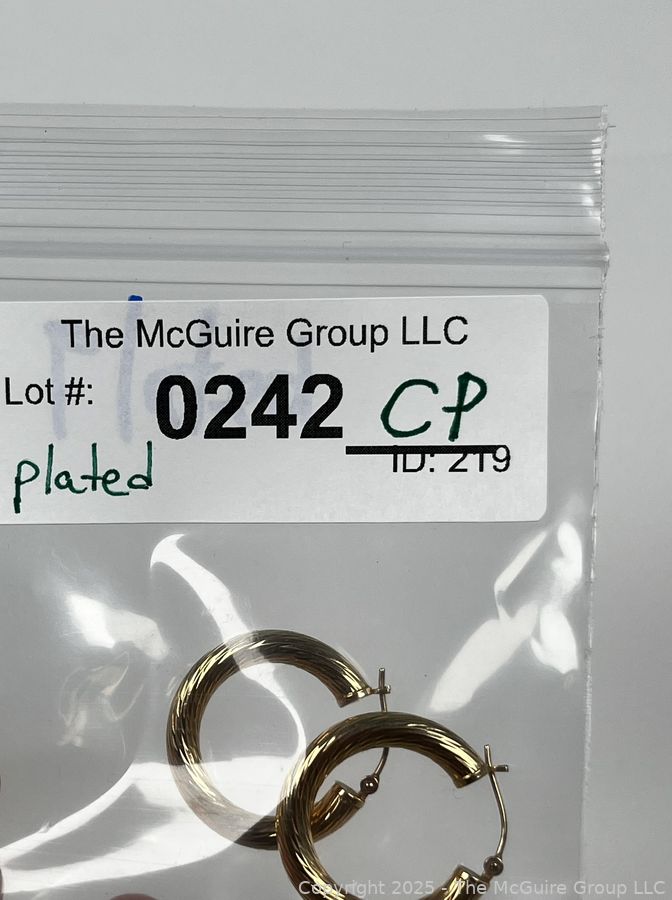 The McGuire Group LLC
Lot #: 0242 CP
ID: 219
plated
Copyright 2025 - The McGuire Group LLC